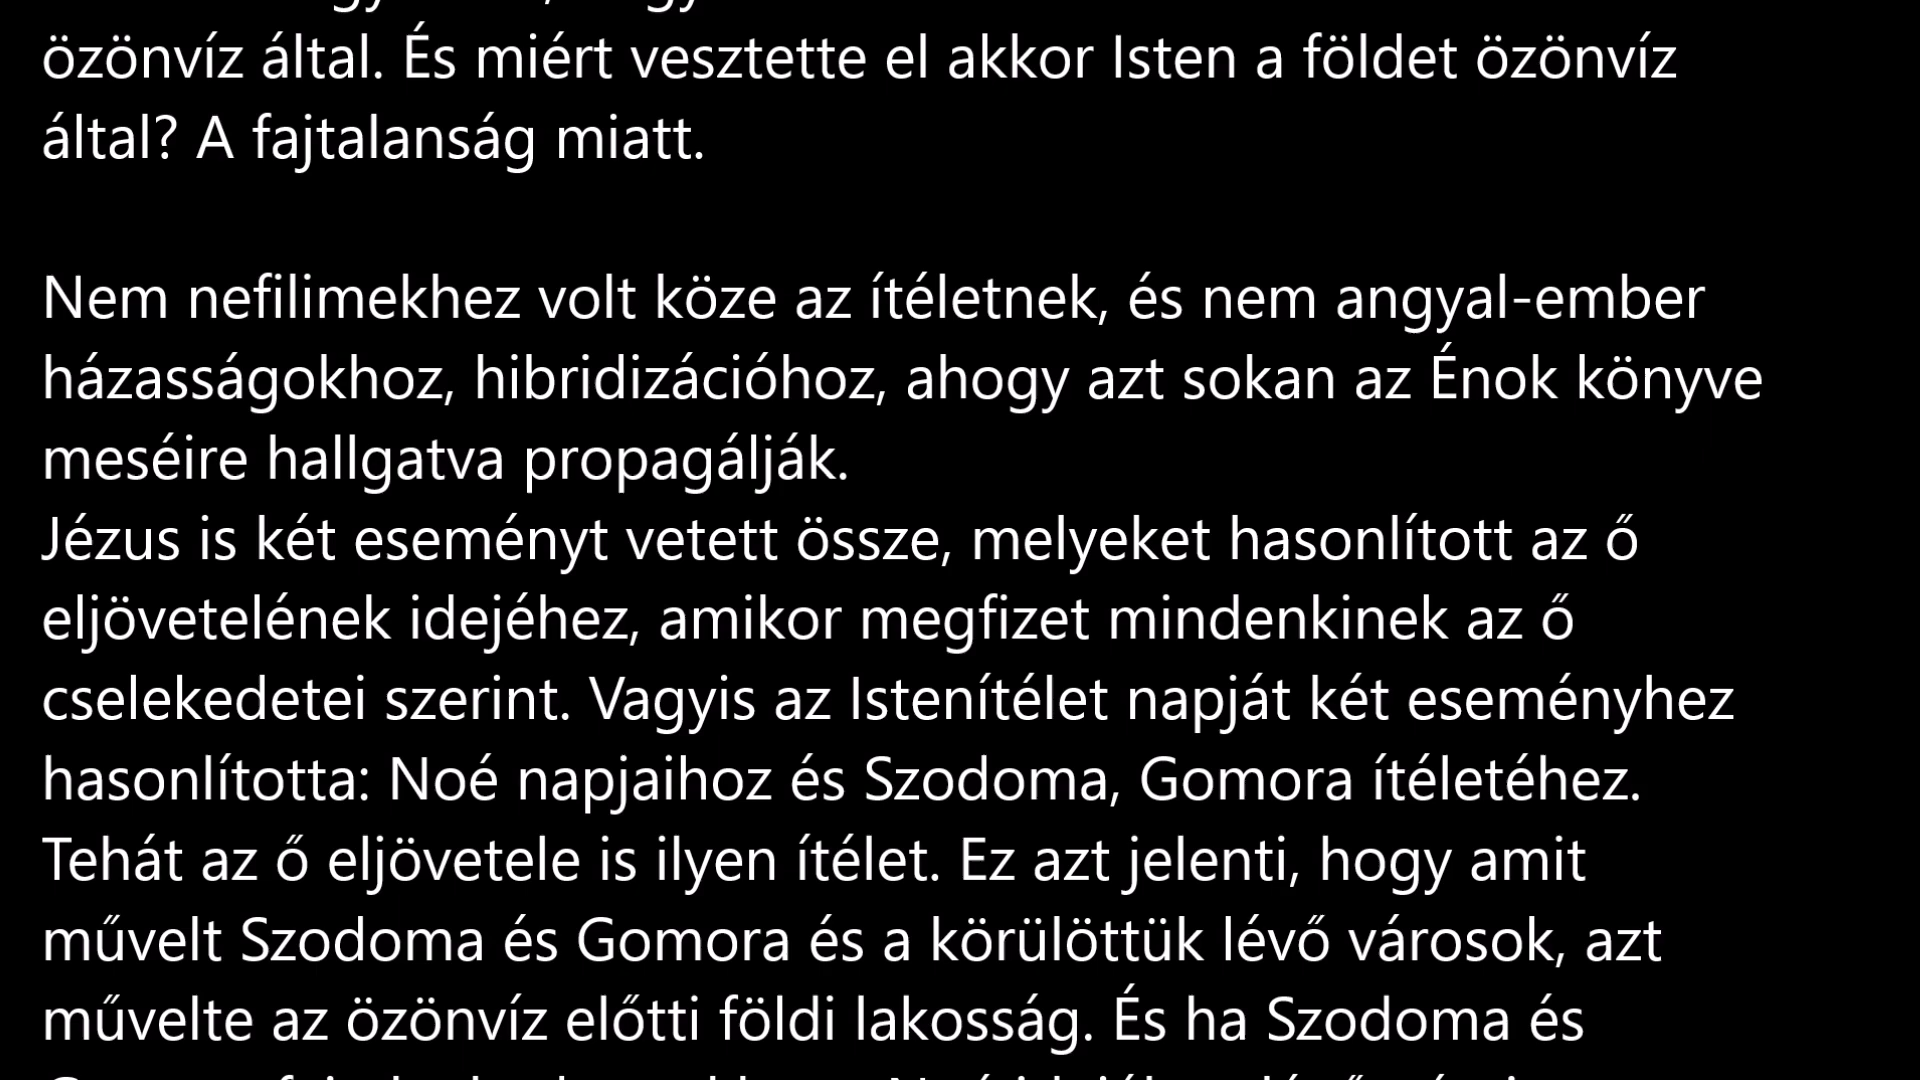 özönvíz által. És miért vesztette el akkor Isten a földet özönvíz
által? A fajtalanság miatt.
Nem nefilimekhez volt köze az ítéletnek, és nem angyal-ember
házasságokhoz, hibridizációhoz, ahogy azt sokan az Énok könyve
meséire hallgatva propagálják.
Jézus is két eseményt vetett össze, melyeket hasonlított az ő
eljövetelének idejéhez, amikor megfizet mindenkinek az ő
cselekedetei szerint. Vagyis az Istenítélet napját két eseményhez
hasonlította: Noé napjaihoz és Szodoma, Gomora ítéletéhez.
Tehát az ő eljövetele is ilyen ítélet. Ez azt jelenti, hogy amit
művelt Szodoma és Gomora és a körülöttük lévő városok, azt
művelte az özönvíz előtti földi lakosság. És ha Szodoma és